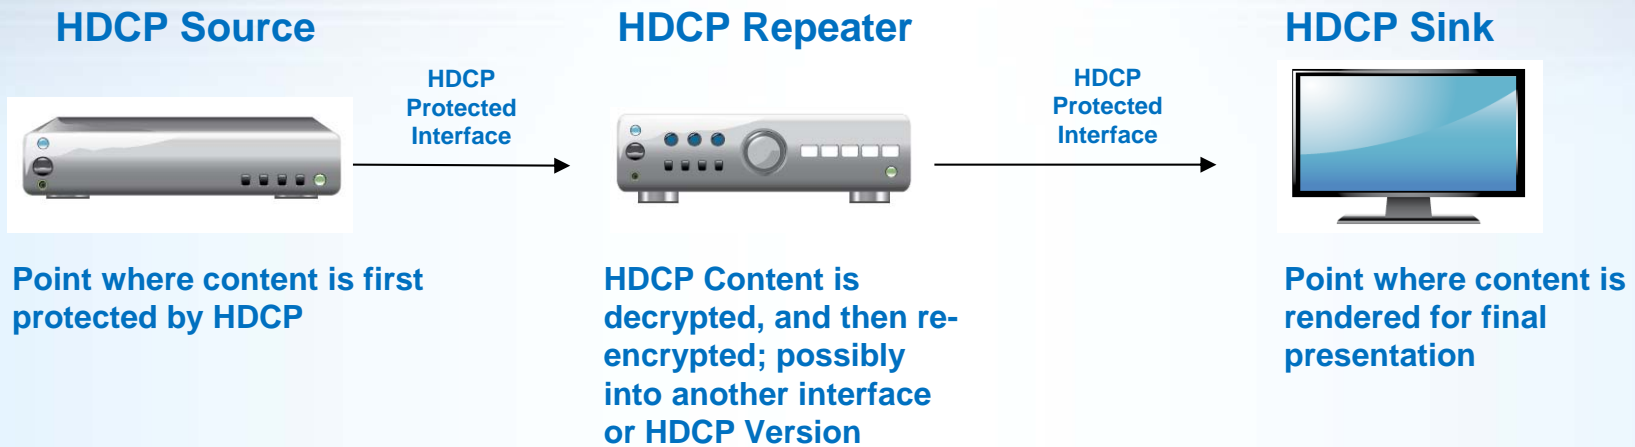 HDCP Source
HDCP Repeater
HDCP Sink
HDCP
Protected
Interface
HDCP
Protected
Interface
Point where content is first
protected by HDCP
HDCP Content is
decrypted, and then re-
encrypted; possibly
into another interface
or HDCP Version
Point where content is
rendered for final
presentation